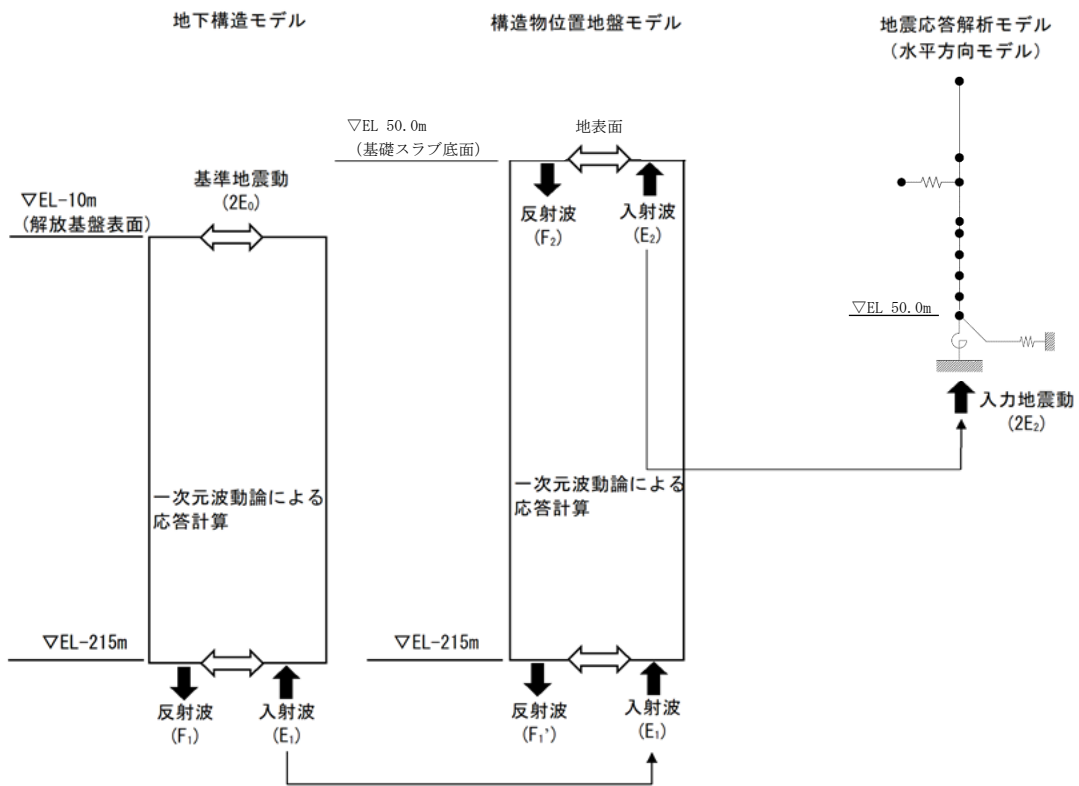 地下構造モデル
▽EL-10m
(解放基盤表面)
基準地震動
(2E₀)
一次元波動論による
応答計算
▽EL-215m
反射波
(F₁)
入射波
(E₁)
構造物位置地盤モデル
▽EL 50.0m
(基礎スラブ底面)
地表面
反射波
(F₂)
入射波
(E₂)
一次元波動論による
応答計算
▽EL-215m
反射波
(F₁')
入射波
(E₁)
地震応答解析モデル
(水平方向モデル)
▽EL 50.0m
入力地震動
(2E₂)